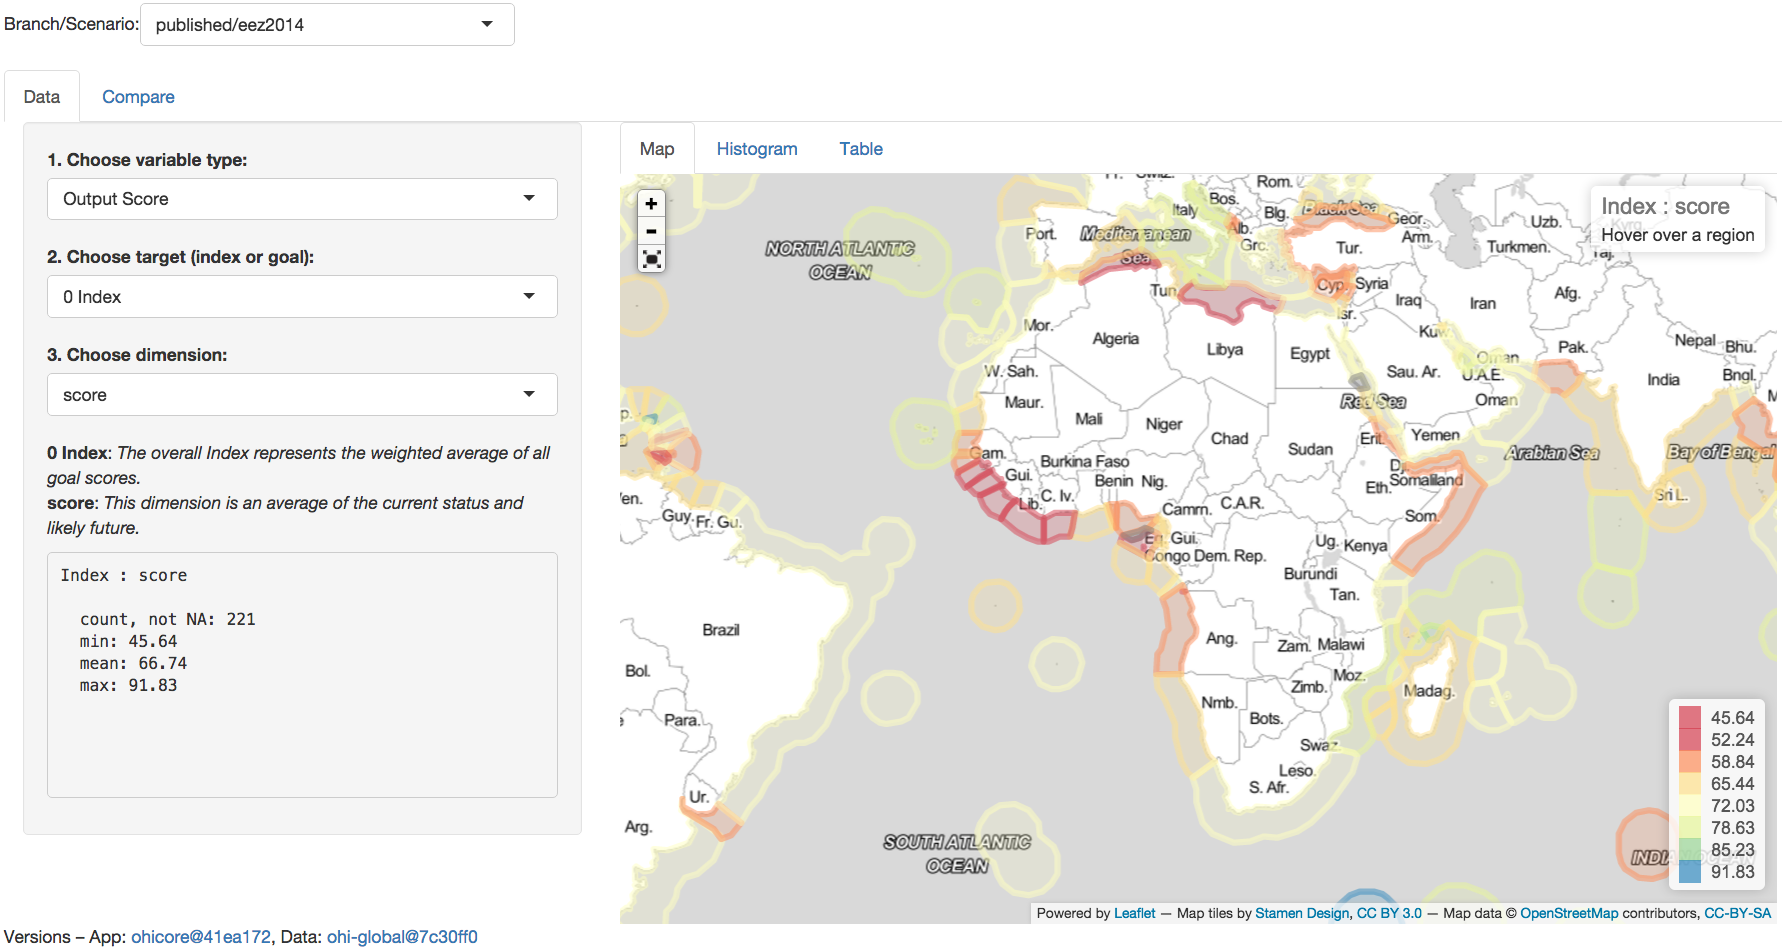 Branch/Scenario: published/eez2014
Data Compare
1. Choose variable type:
Output Score
2. Choose target (index or goal):
0 Index
3. Choose dimension:
score
0 Index: The overall Index represents the weighted average of all
goal scores.
score: This dimension is an average of the current status and
likely future.
Index : score
count, not NA: 221
min: 45.64
mean: 66.74
max: 91.83
Map Histogram Table
+
-
Index : score
Hover over a region
Rom.
Bos.
Italy
Blg.
Black Sea
Geor.
Uzb.
Port.
Mediterranean
Sea
Alb.
Grc.
Tur.
Arm.
Turkmen.
Taj.
NORTH ATLANTIC
OCEAN
Tun.
Cyp.
Syria
Iraq
Iran
Afg.
Isr.
Mor.
Algeria
Libya
Egypt
Kuw.
Pak.
Nepal
Bhu.
W. Sah.
Sau. Ar.
Oman
U.A.E.
India
Bngl.
Maur.
Mali
Niger
Red Sea
Oman
Chad
Sudan
Erit.
Yemen
Arabian Sea
Bay of Bengal
Gam.
Burkina Faso
Gui.
Benin
Nig.
Dj.
Somaliland
Eth.
Sri L.
C. Iv.
Lib.
Camrn.
C.A.R.
Som.
Guy.
Fr. Gu.
Eq. Gui.
Congo
Dem. Rep.
Ug.
Kenya
Burundi
Tan.
Brazil
Ang.
Zam.
Malawi
Bol.
Moz.
Zimb.
Madag.
Nmb.
Bots.
Para.
Swaz.
Leso.
S. Afr.
Ur.
Arg.
SOUTH ATLANTIC
OCEAN
INDIAN OCEAN
45.64
52.24
58.84
65.44
72.03
78.63
85.23
91.83
Powered by Leaflet — Map tiles by Stamen Design, CC BY 3.0 — Map data © OpenStreetMap contributors, CC-BY-SA
Versions – App: ohicore@41ea172, Data: ohi-global@7c30ff0